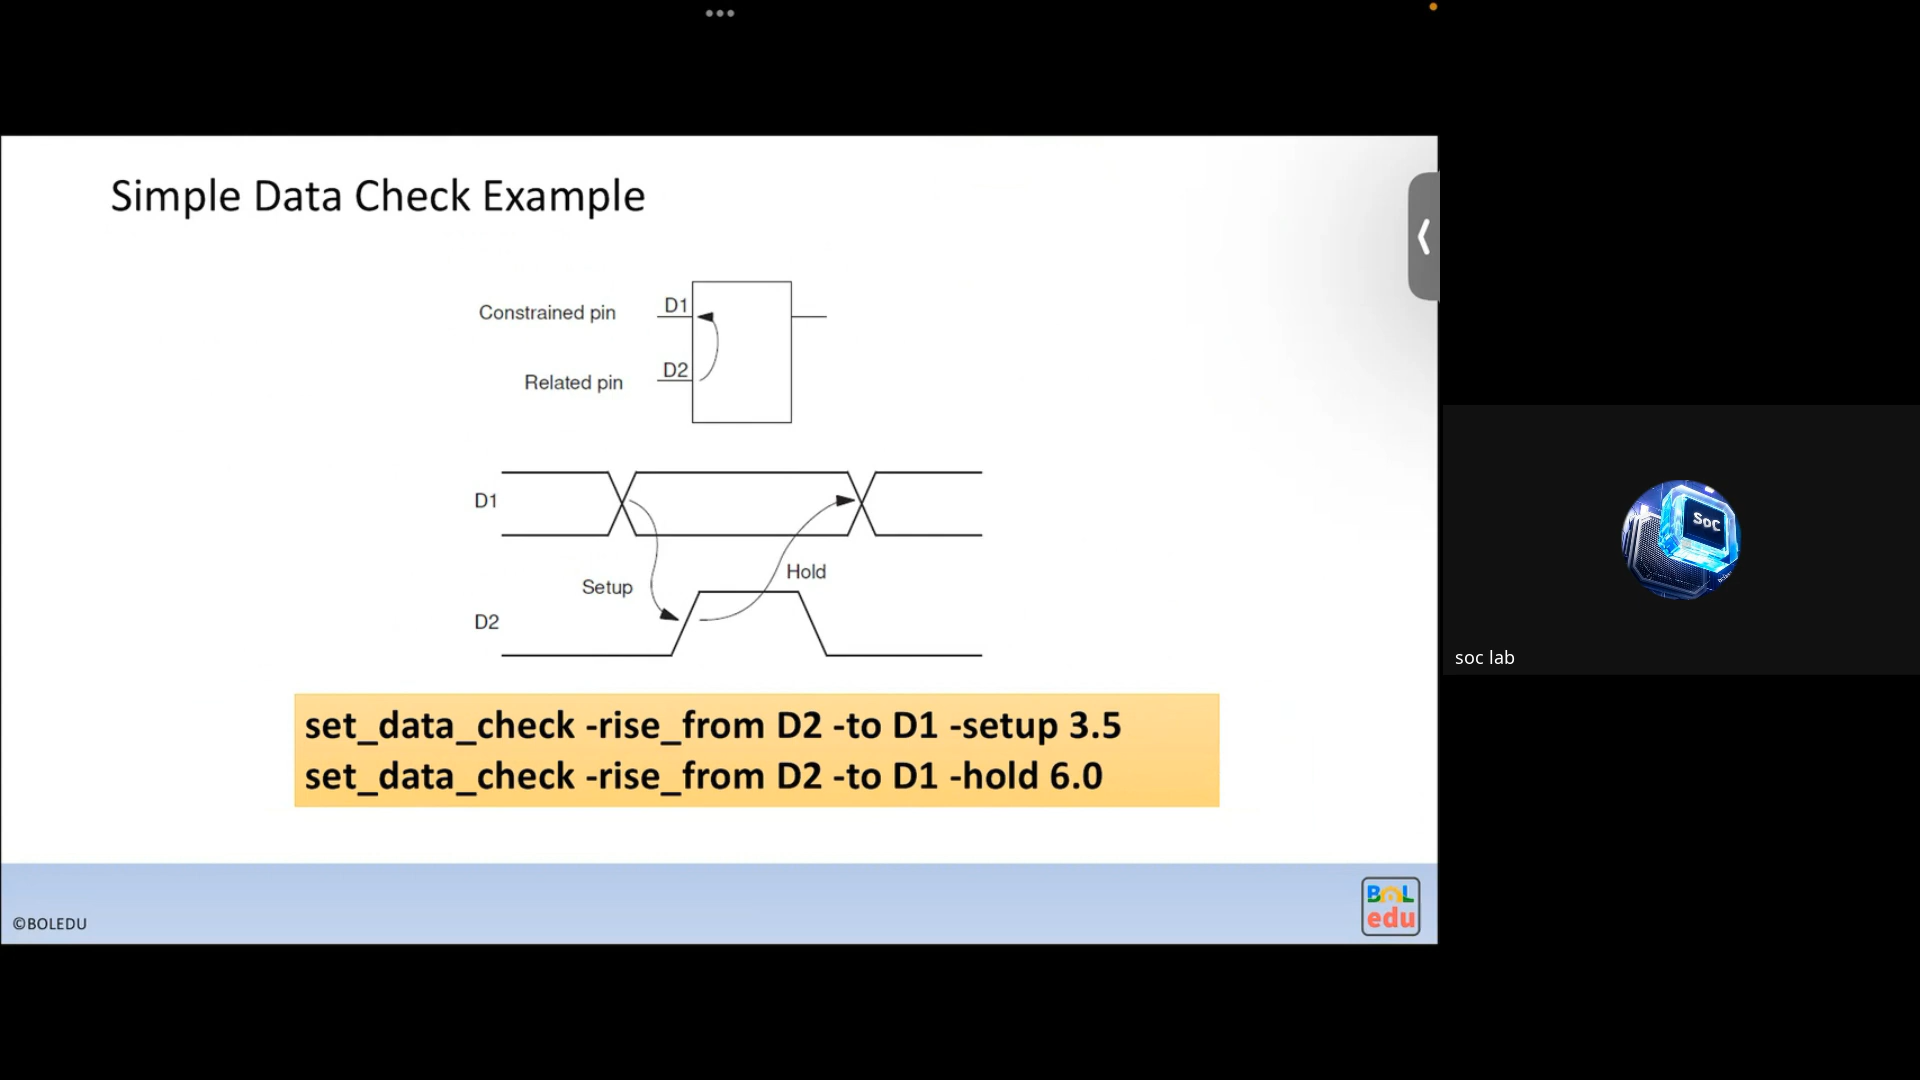 Simple Data Check Example
Constrained pin
D1
Related pin
D2
D1
Setup
Hold
D2
set_data_check -rise_from D2 -to D1 -setup 3.5
set_data_check -rise_from D2 -to D1 -hold 6.0
©BOLEDU
BOL
edu
SoC
soc lab